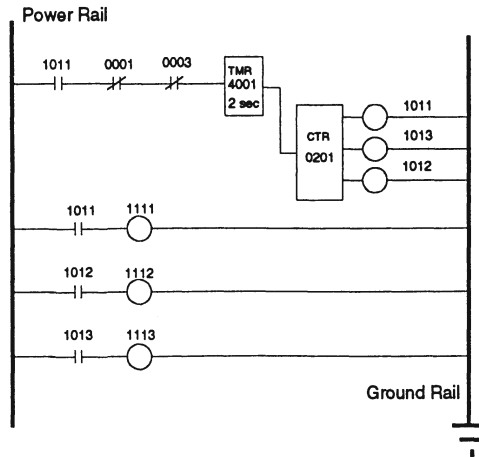 Power Rail
1011 0001 0003
TMR
4001
2 sec
CTR
0201
1011
1013
1012
1011 1111
1012 1112
1013 1113
Ground Rail